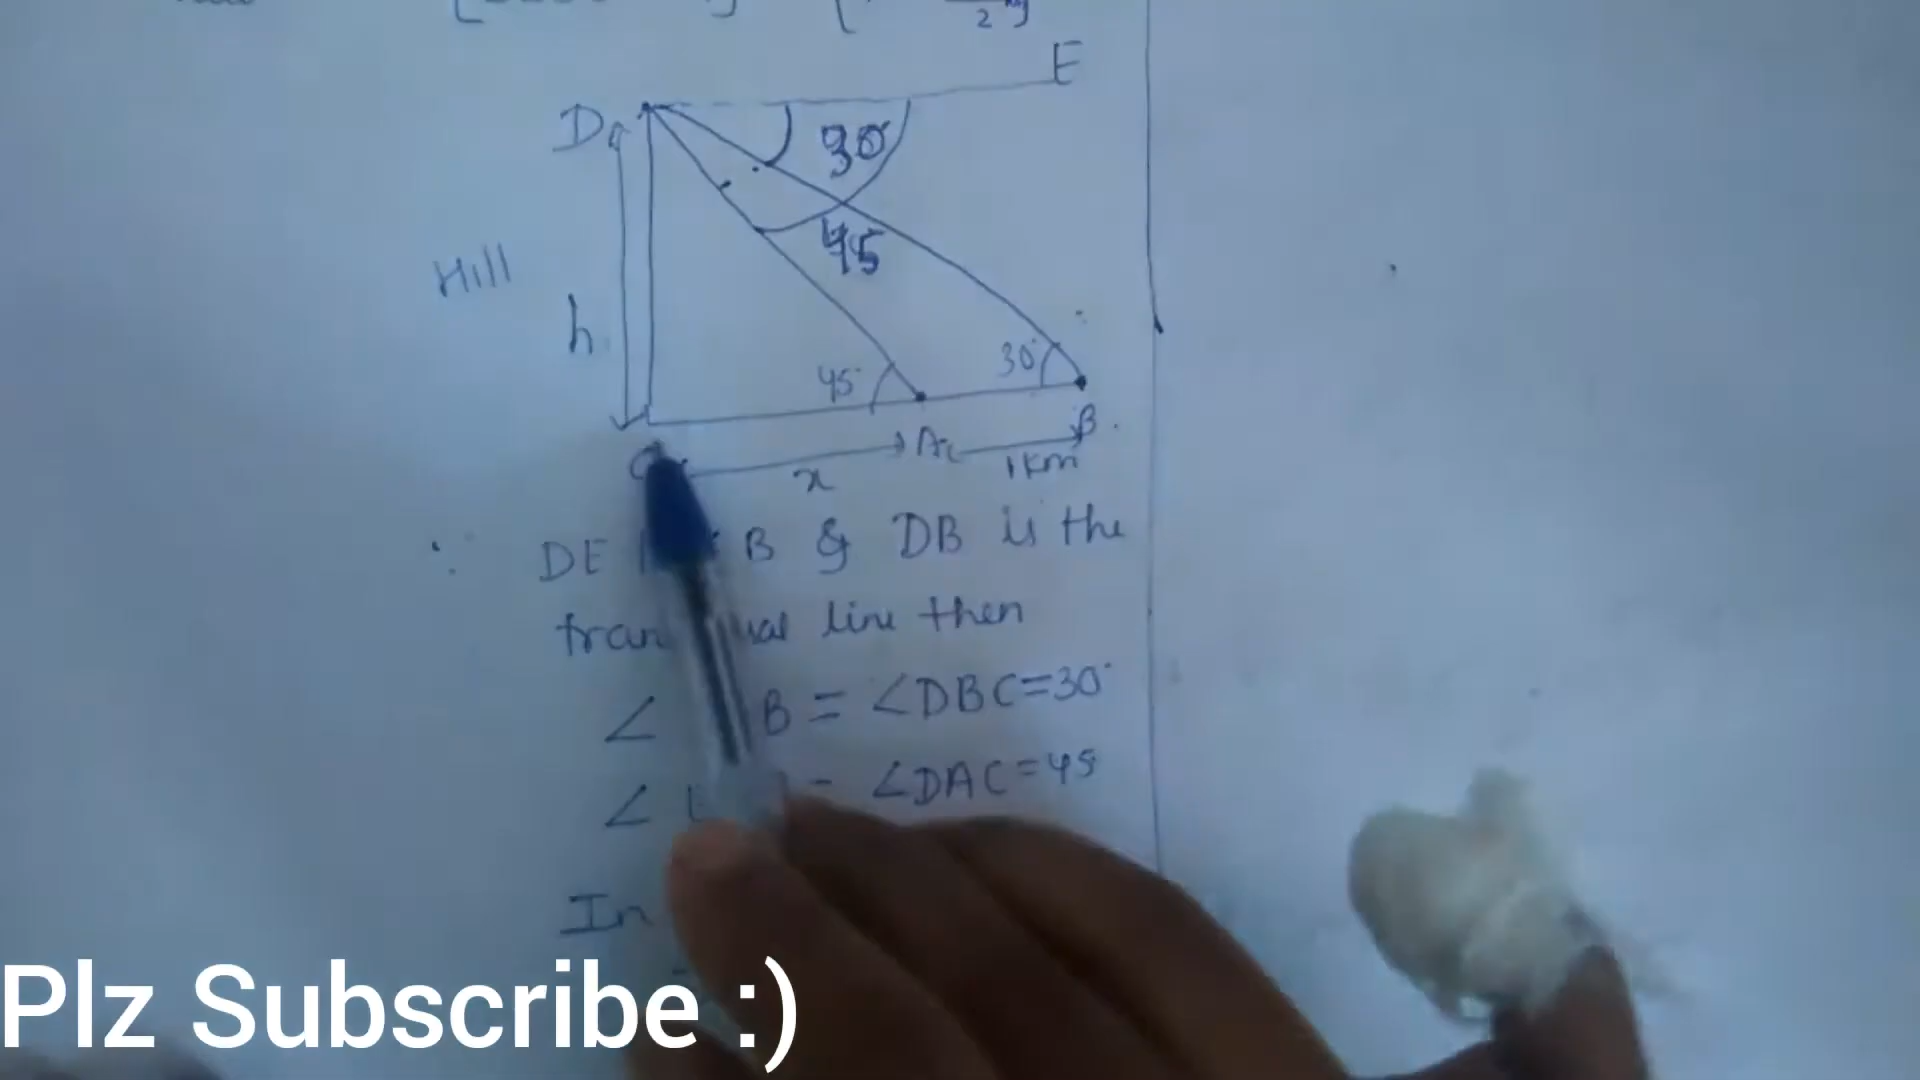 2
E
D
30°
45
Hill
h
45°
30°
A
B
x
1km
DE B & DB is the
line then
∠ B = ∠DBC=30°
∠ = ∠DAC=45
In
Plz Subscribe :)